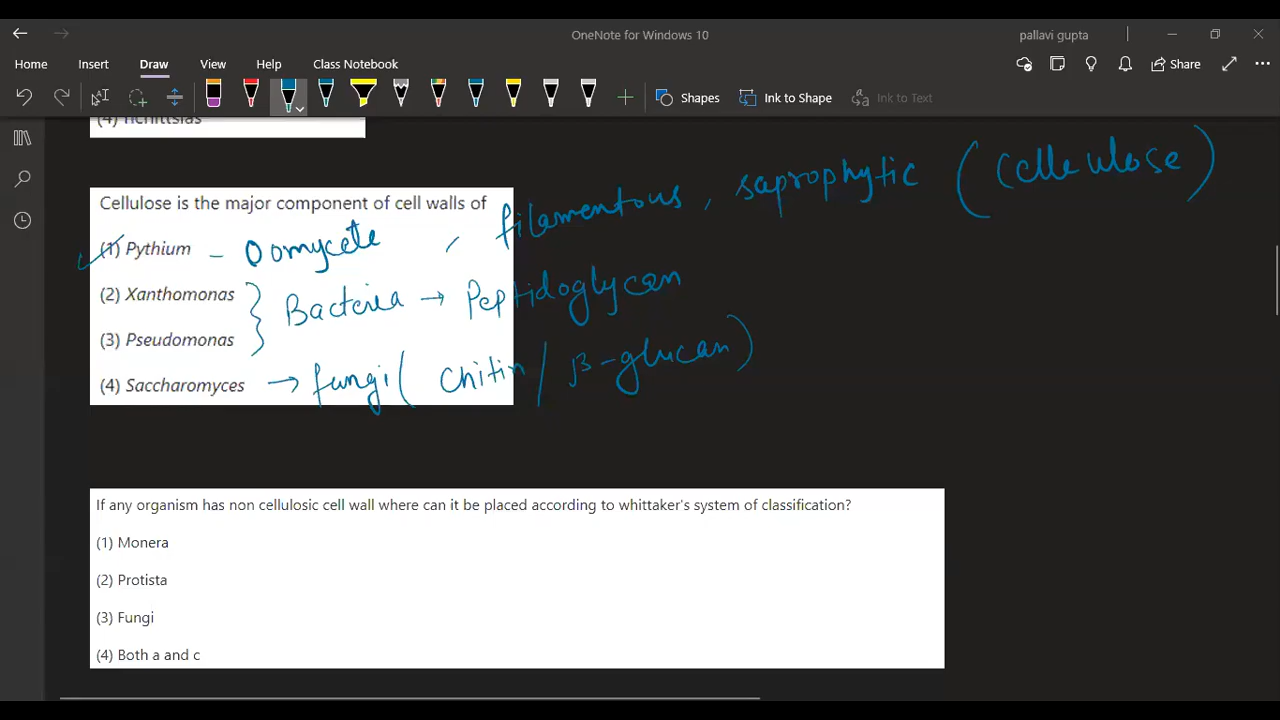 OneNote for Windows 10
pallavi gupta
Home Insert Draw View Help Class Notebook
Share
Shapes Ink to Shape Ink to Text
(4)
Cellulose is the major component of cell walls of
(1) Pythium - Oomycete , filamentous, saprophytic (Cellulose)
(2) Xanthomonas
(3) Pseudomonas
Bacteria → Peptidoglycan
(4) Saccharomyces → fungi ( Chitin / β-glucan)
If any organism has non cellulosic cell wall where can it be placed according to whittaker's system of classification?
(1) Monera
(2) Protista
(3) Fungi
(4) Both a and c